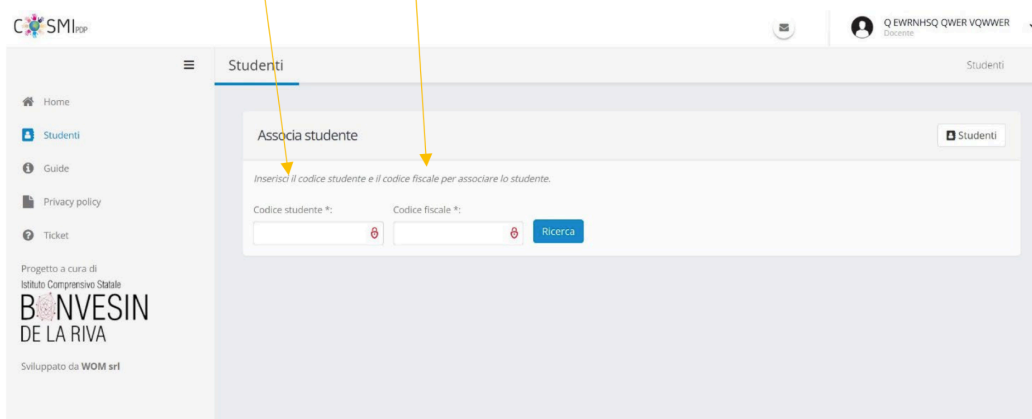 COSMI PDP
Q EWRNHSQ QWER VQWWER
Docente
Studenti
Studenti
Home
Studenti
Guide
Privacy policy
Ticket
Progetto a cura di
Istituto Comprensivo Statale
BONVESIN
DE LA RIVA
Sviluppato da WOM srl
Associa studente
Studenti
Inserisci il codice studente e il codice fiscale per associare lo studente.
Codice studente *:
Codice fiscale *:
Ricerca